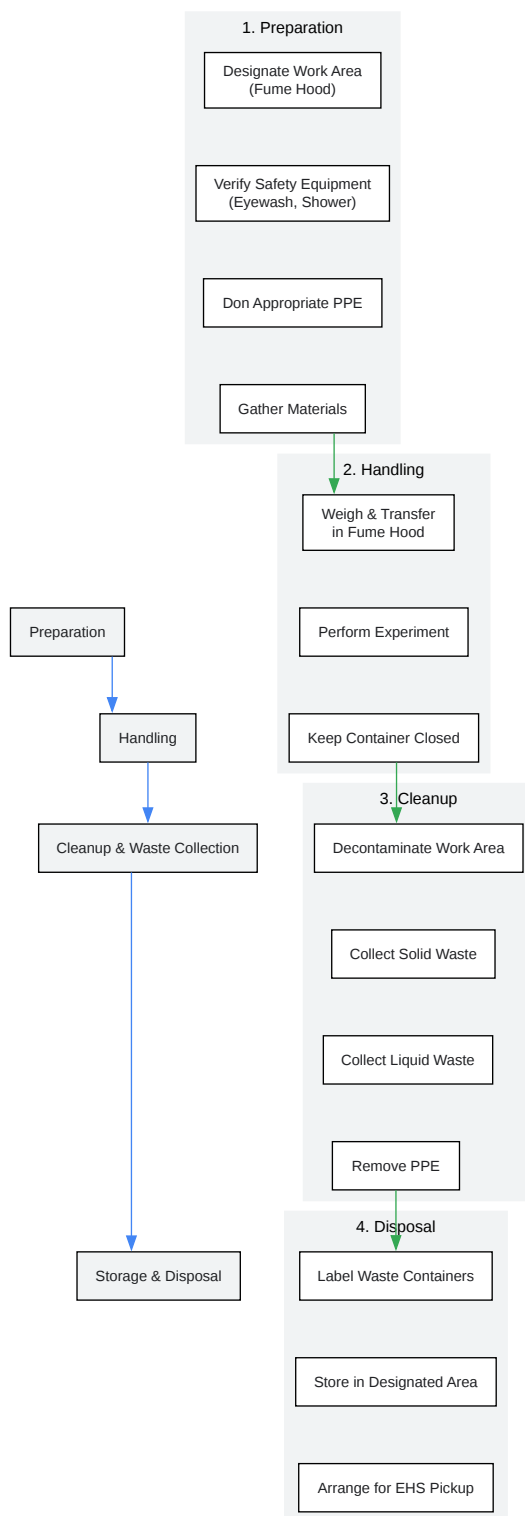 1. Preparation
Designate Work Area
(Fume Hood)
Verify Safety Equipment
(Eyewash, Shower)
Don Appropriate PPE
Gather Materials
2. Handling
Weigh & Transfer
in Fume Hood
Preparation
Perform Experiment
Handling
Keep Container Closed
3. Cleanup
Cleanup & Waste Collection
Decontaminate Work Area
Collect Solid Waste
Collect Liquid Waste
Remove PPE
4. Disposal
Storage & Disposal
Label Waste Containers
Store in Designated Area
Arrange for EHS Pickup